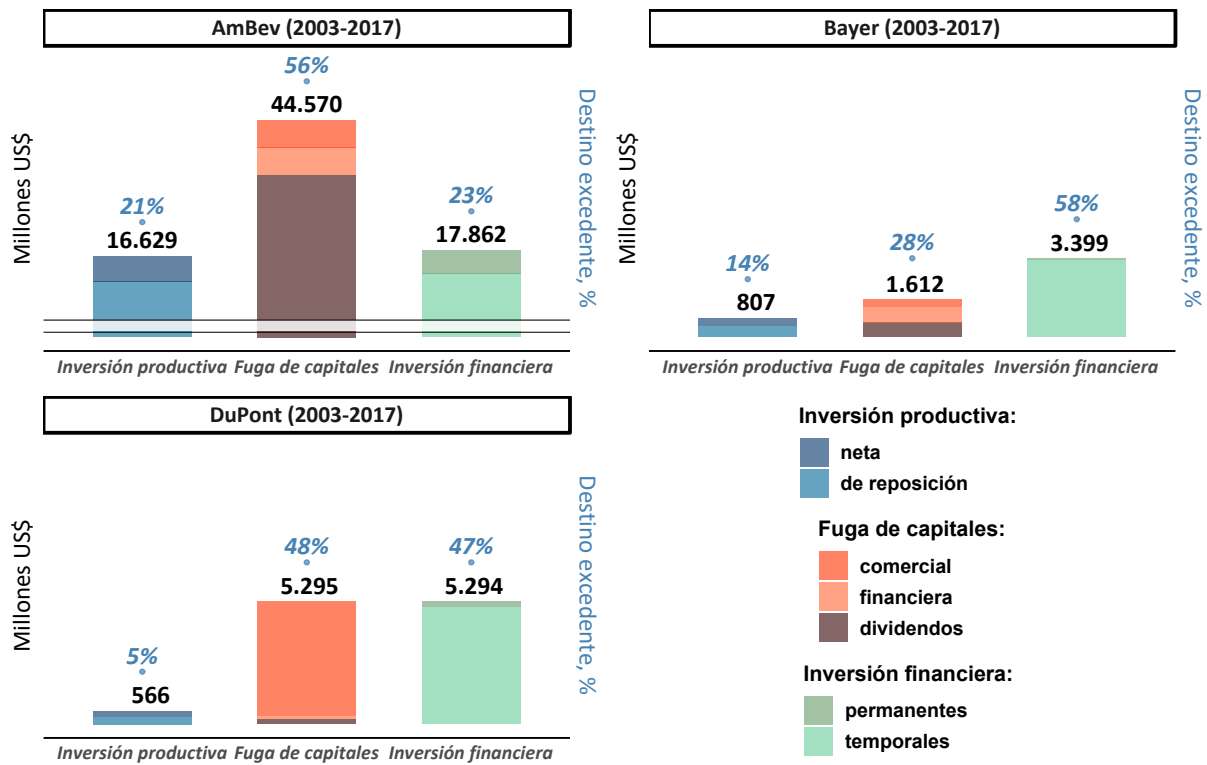 AmBev (2003-2017)
Millones US$
Destino excedente, %
21%
16.629
56%
44.570
23%
17.862
Inversión productiva
Fuga de capitales
Inversión financiera
Bayer (2003-2017)
Millones US$
Destino excedente, %
14%
807
28%
1.612
58%
3.399
Inversión productiva
Fuga de capitales
Inversión financiera
DuPont (2003-2017)
Millones US$
Destino excedente, %
5%
566
48%
5.295
47%
5.294
Inversión productiva
Fuga de capitales
Inversión financiera
Inversión productiva:
neta
de reposición
Fuga de capitales:
comercial
financiera
dividendos
Inversión financiera:
permanentes
temporales